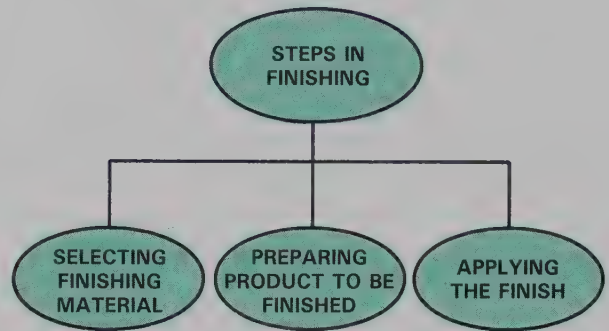 STEPS IN
FINISHING
SELECTING
FINISHING
MATERIAL
PREPARING
PRODUCT TO BE
FINISHED
APPLYING
THE FINISH